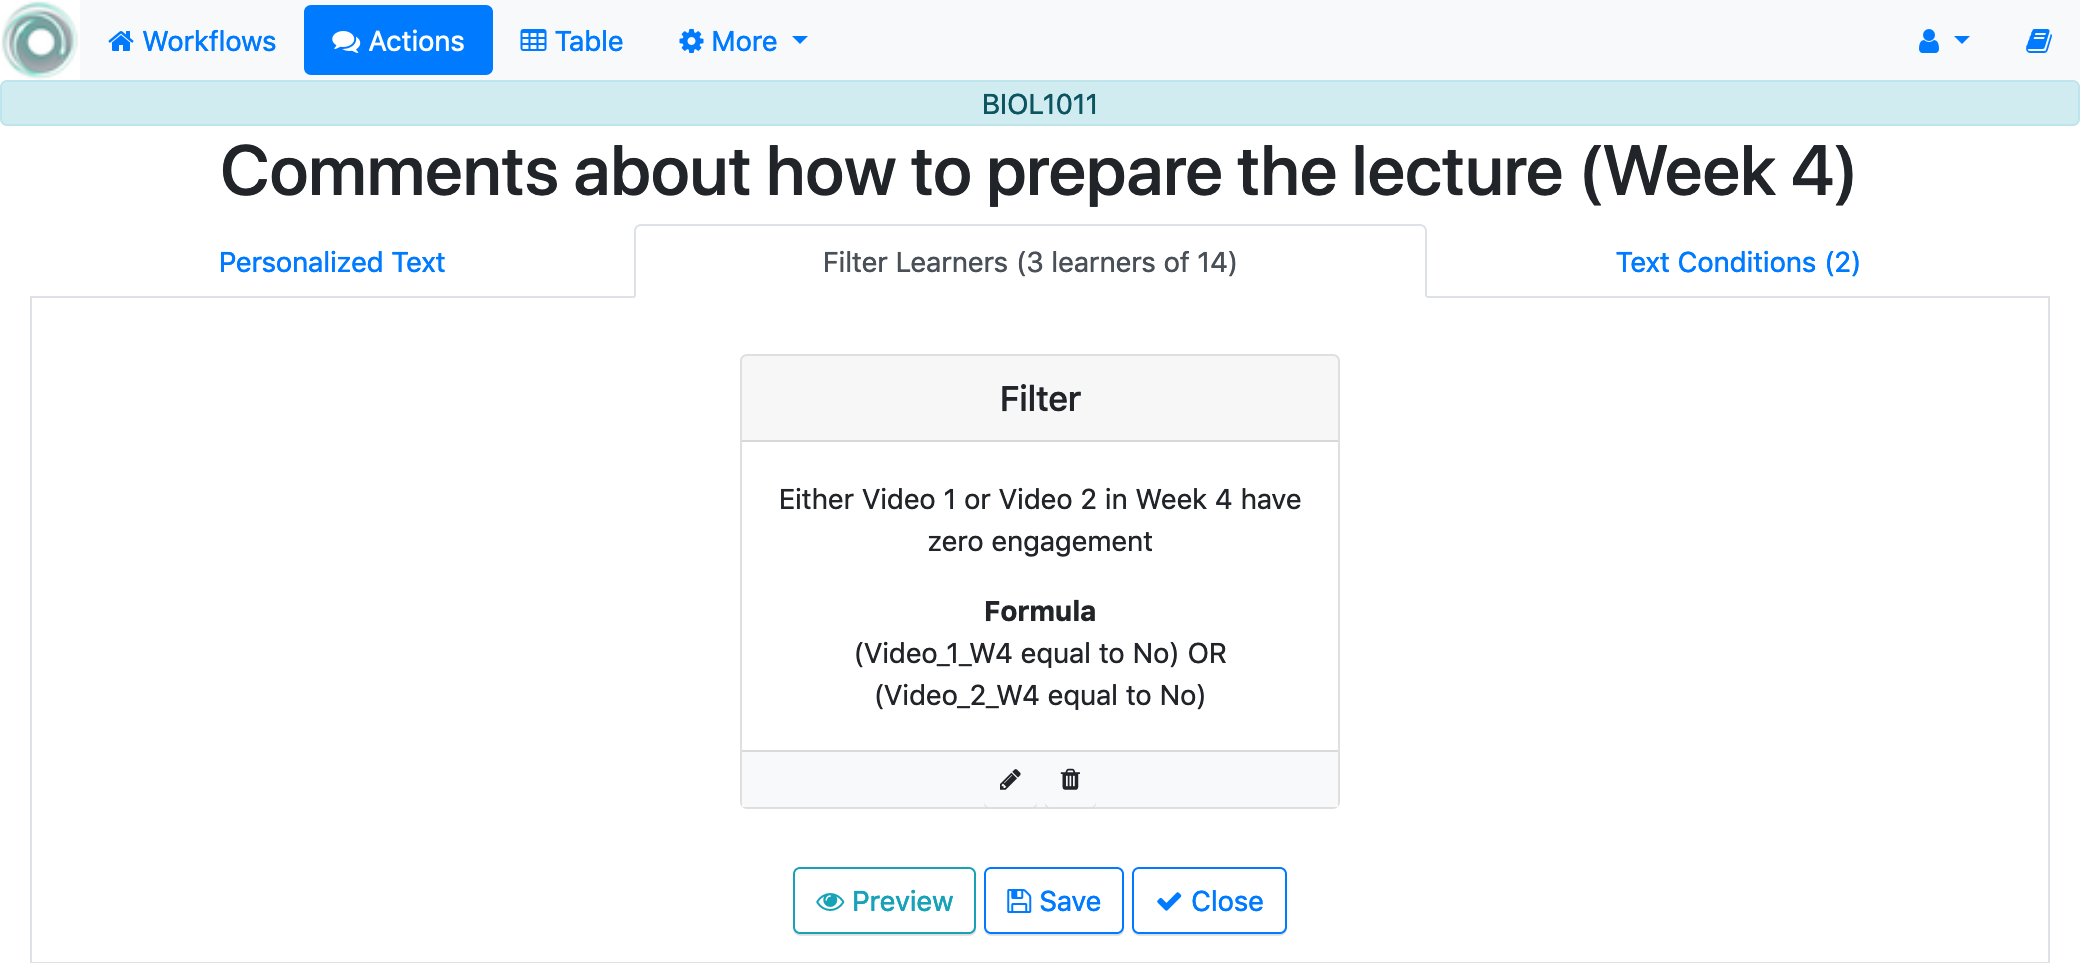 Workflows Actions Table More
BIOL1011
Comments about how to prepare the lecture (Week 4)
Personalized Text Filter Learners (3 learners of 14) Text Conditions (2)
Filter
Either Video 1 or Video 2 in Week 4 have
zero engagement
Formula
(Video_1_W4 equal to No) OR
(Video_2_W4 equal to No)
Preview Save Close